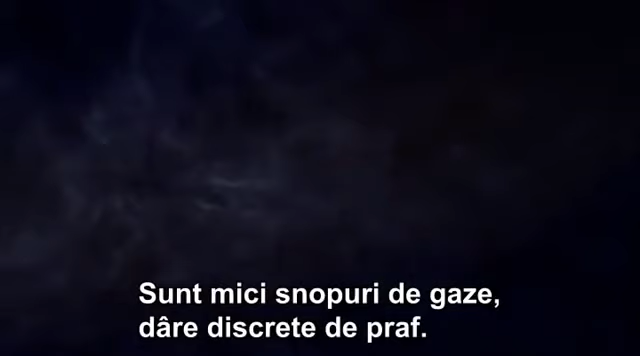 Sunt mici snopuri de gaze,
dâre discrete de praf.